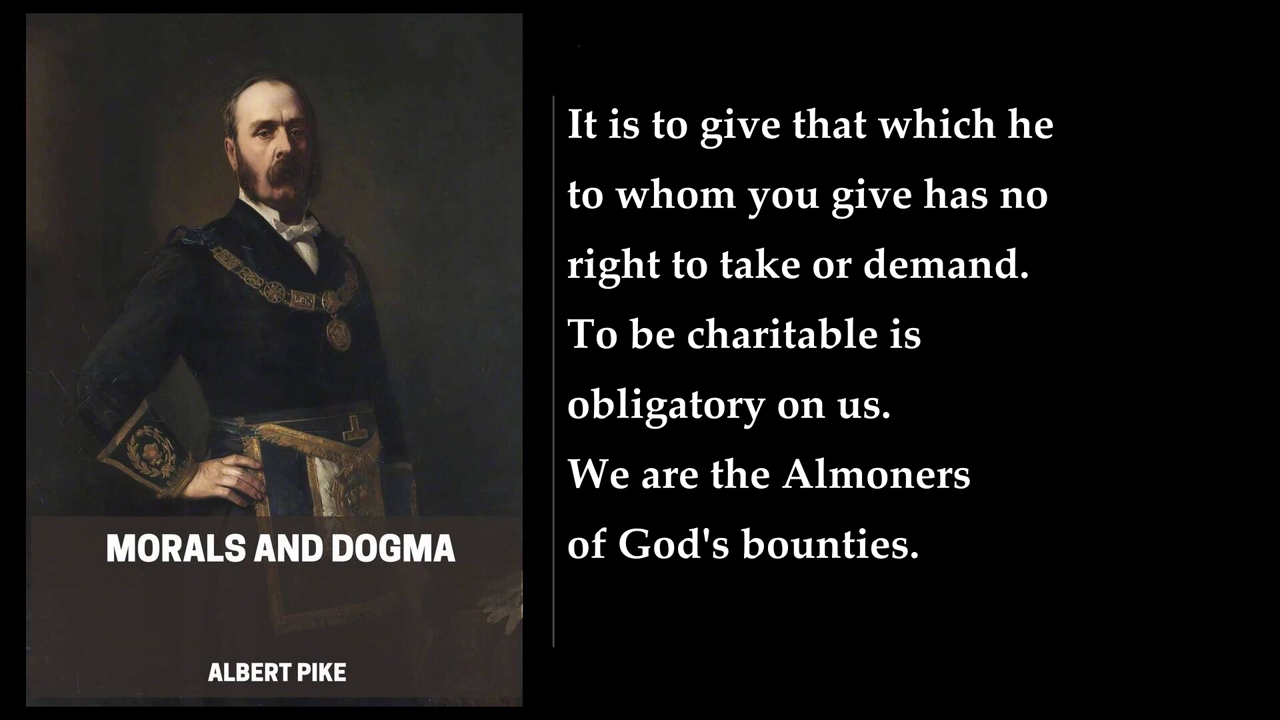 MORALS AND DOGMA
ALBERT PIKE
It is to give that which he
to whom you give has no
right to take or demand.
To be charitable is
obligatory on us.
We are the Almoners
of God's bounties.